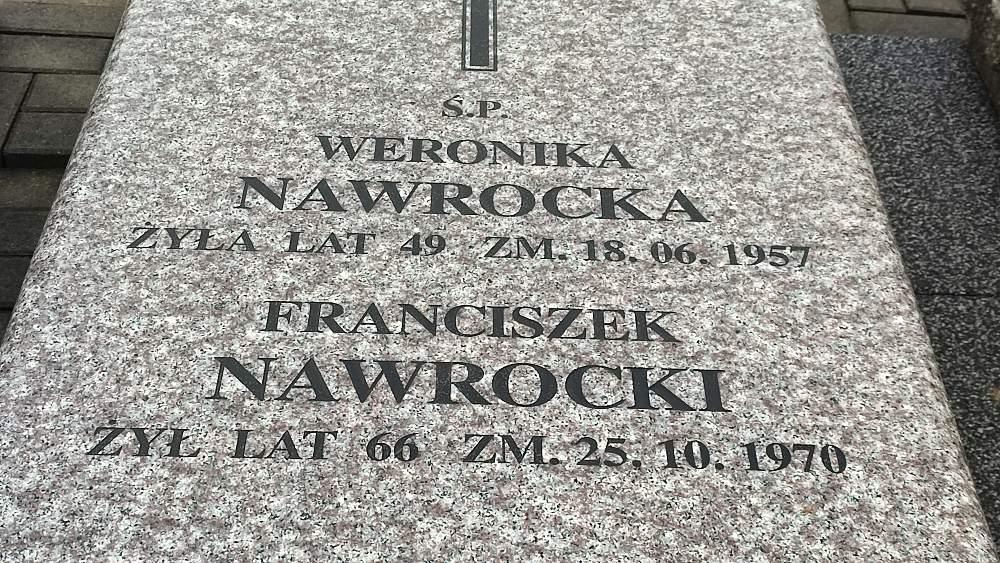 Ś.P.
WERONIKA
NAWROCKA
ŻYŁA LAT 49 ZM. 18. 06. 1957
FRANCISZEK
NAWROCKI
ŻYŁ LAT 66 ZM. 25. 10. 1970